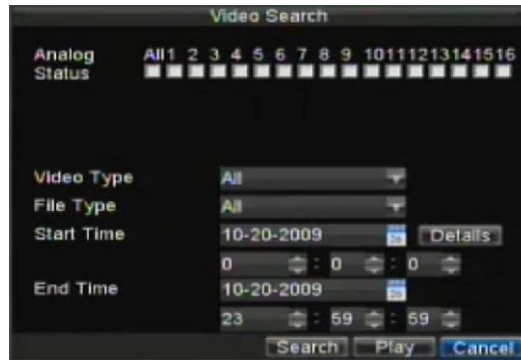 Video Search
Analog All 1 2 3 4 5 6 7 8 9 10 11 12 13 14 15 16
Status
Video Type All
File Type All
Start Time 10-20-2009 26 Details
0 : 0 : 0
End Time 10-20-2009 26
23 : 59 : 59
Search Play Cancel